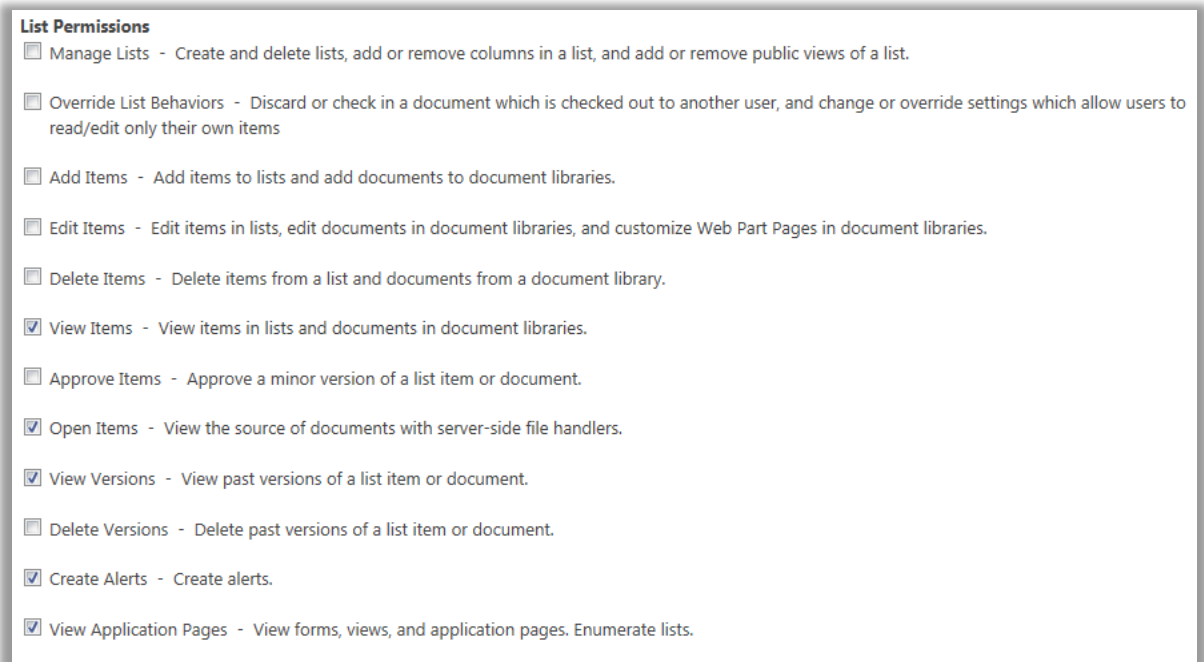 List Permissions
Manage Lists - Create and delete lists, add or remove columns in a list, and add or remove public views of a list.
Override List Behaviors - Discard or check in a document which is checked out to another user, and change or override settings which allow users to
read/edit only their own items
Add Items - Add items to lists and add documents to document libraries.
Edit Items - Edit items in lists, edit documents in document libraries, and customize Web Part Pages in document libraries.
Delete Items - Delete items from a list and documents from a document library.
View Items - View items in lists and documents in document libraries.
Approve Items - Approve a minor version of a list item or document.
Open Items - View the source of documents with server-side file handlers.
View Versions - View past versions of a list item or document.
Delete Versions - Delete past versions of a list item or document.
Create Alerts - Create alerts.
View Application Pages - View forms, views, and application pages. Enumerate lists.